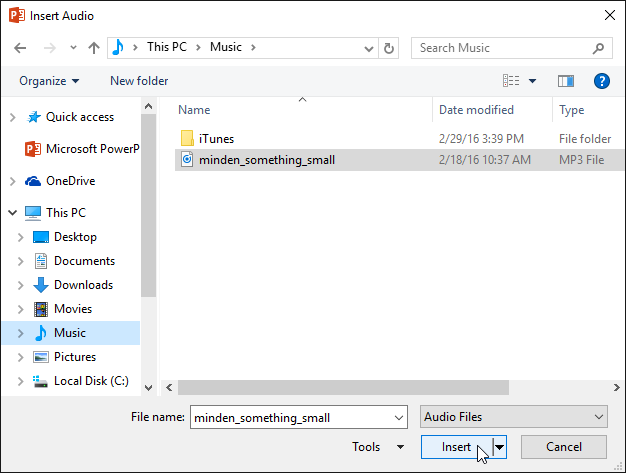 Insert Audio
This PC > Music >
Search Music
Organize
New folder
Name
Date modified
Type
Quick access
iTunes
2/29/16 3:39 PM
File folder
Microsoft PowerP
minden_something_small
2/18/16 10:37 AM
MP3 File
OneDrive
This PC
Desktop
Documents
Downloads
Movies
Music
Pictures
Local Disk (C:)
File name: minden_something_small
Audio Files
Tools
Insert
Cancel